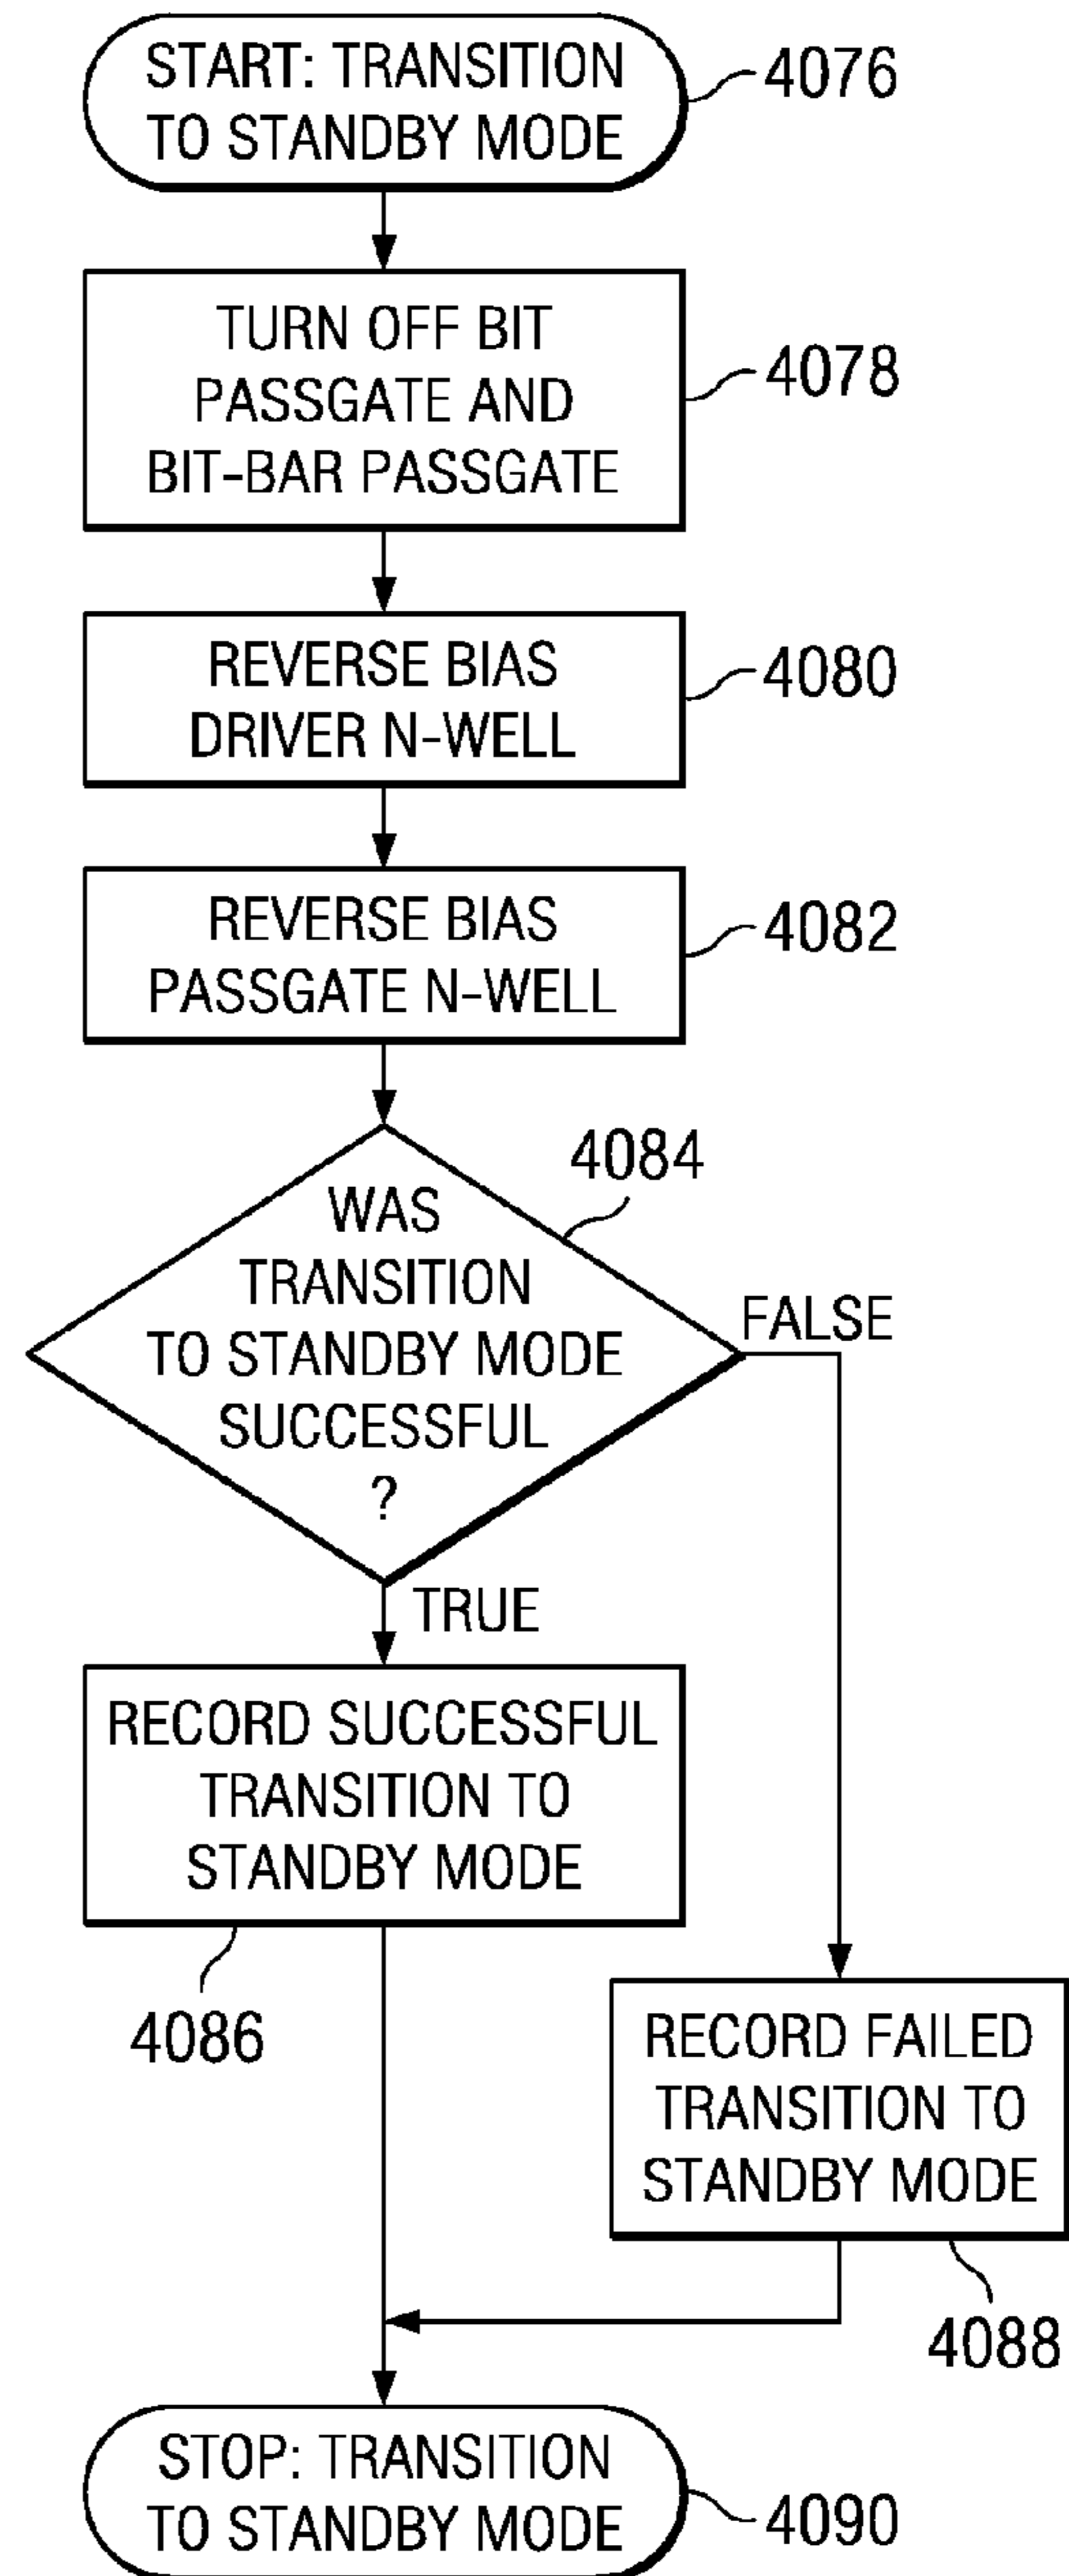 START: TRANSITION
TO STANDBY MODE
4076
TURN OFF BIT
PASSGATE AND
BIT-BAR PASSGATE
4078
REVERSE BIAS
DRIVER N-WELL
4080
REVERSE BIAS
PASSGATE N-WELL
4082
4084
WAS
TRANSITION
TO STANDBY MODE
SUCCESSFUL
?
FALSE
TRUE
RECORD SUCCESSFUL
TRANSITION TO
STANDBY MODE
4086
RECORD FAILED
TRANSITION TO
STANDBY MODE
4088
STOP: TRANSITION
TO STANDBY MODE
4090